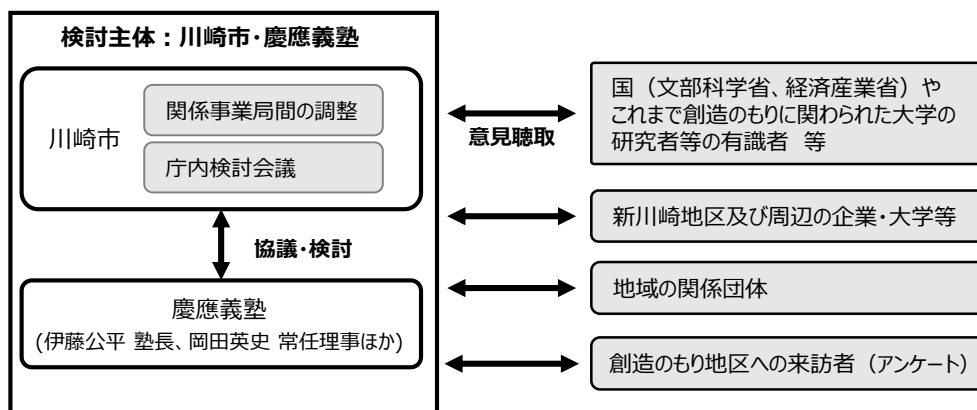 検討主体：川崎市・慶應義塾
川崎市
関係事業局間の調整
庁内検討会議
協議・検討
慶應義塾
(伊藤公平 塾長、岡田英史 常任理事ほか)
意見聴取
国（文部科学省、経済産業省）や
これまで創造のもりに関わられた大学の
研究者等の有識者 等
新川崎地区及び周辺の企業・大学等
地域の関係団体
創造のもり地区への来訪者（アンケート）